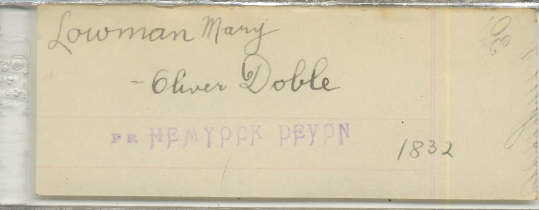 Lowman Mary
- Oliver Doble
PR HEMYOCK DEVON
1832